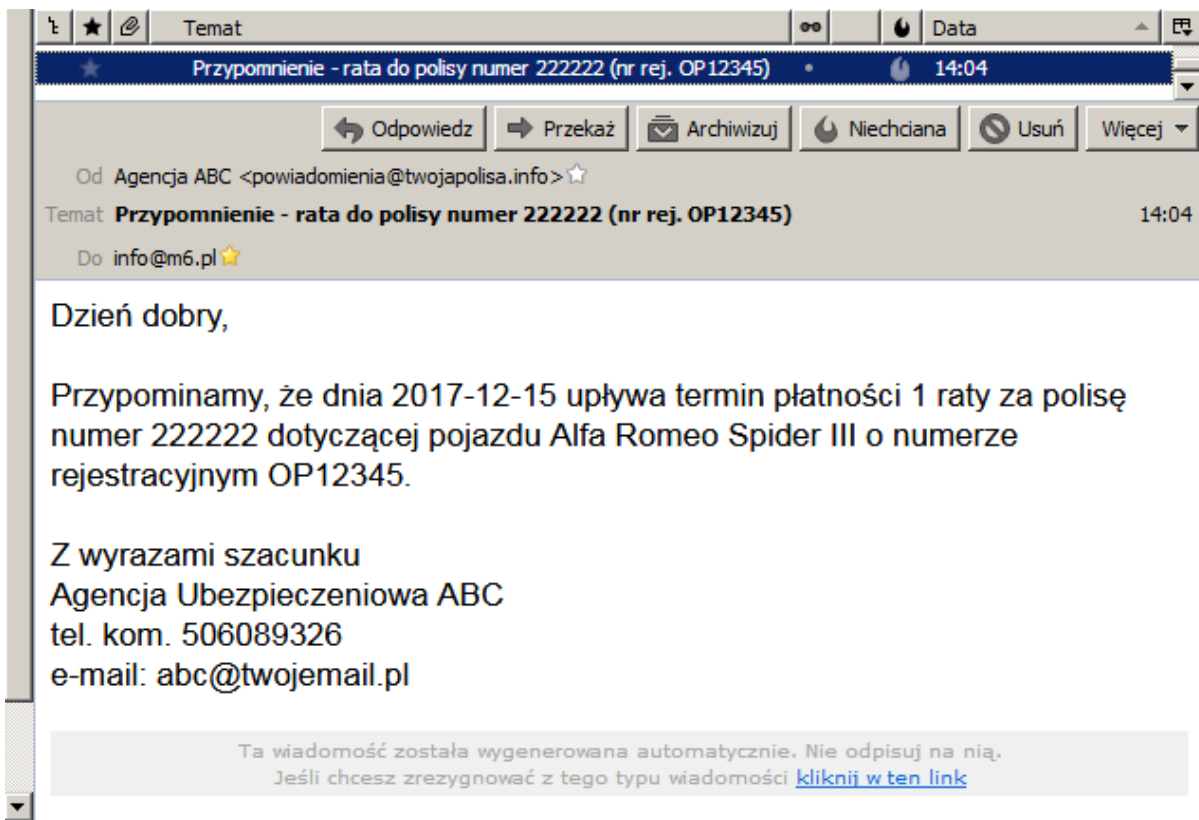 Temat Data
Przypomnienie - rata do polisy numer 222222 (nr rej. OP12345) 14:04
Odpowiedz Przekaż Archiwizuj Niechciana Usuń Więcej
Od Agencja ABC <powiadomienia@twojapolisa.info>
Temat Przypomnienie - rata do polisy numer 222222 (nr rej. OP12345) 14:04
Do info@m6.pl
Dzień dobry,
Przypominamy, że dnia 2017-12-15 upływa termin płatności 1 raty za polisę
numer 222222 dotyczącej pojazdu Alfa Romeo Spider III o numerze
rejestracyjnym OP12345.
Z wyrazami szacunku
Agencja Ubezpieczeniowa ABC
tel. kom. 506089326
e-mail: abc@twojemail.pl
Ta wiadomość została wygenerowana automatycznie. Nie odpisuj na nią.
Jeśli chcesz zrezygnować z tego typu wiadomości kliknij w ten link